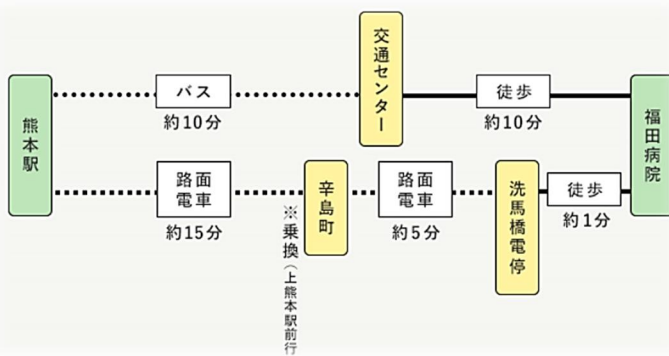 熊本駅
バス
約10分
交通センター
徒歩
約10分
福田病院
路面
電車
約15分
※乗換(上熊本駅前行
辛島町
路面
電車
約5分
洗馬橋電停
徒歩
約1分